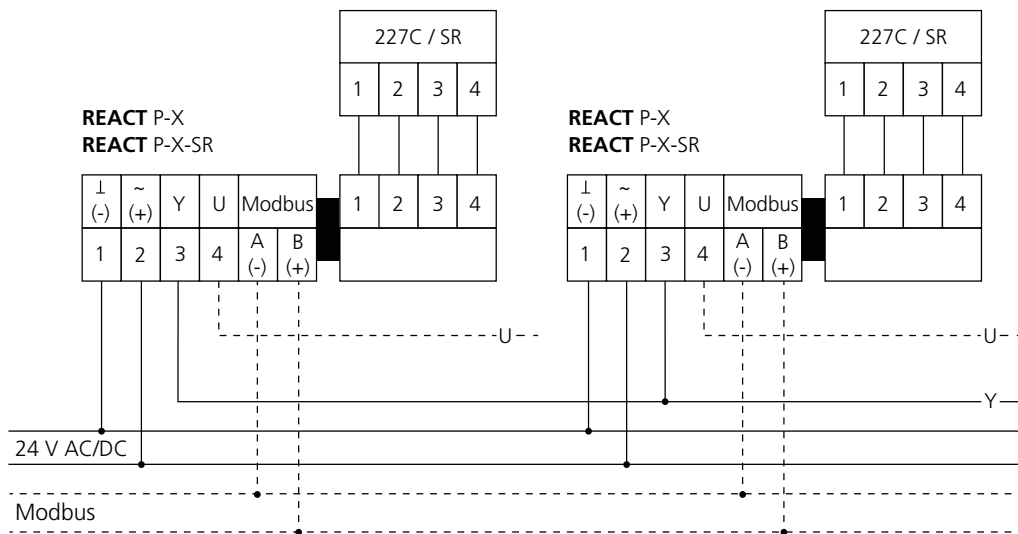 227C / SR
1 2 3 4
REACT P-X
REACT P-X-SR
⊥ (-) ~ (+) Y U Modbus
1 2 3 4 A (-) B (+)
1 2 3 4
227C / SR
1 2 3 4
REACT P-X
REACT P-X-SR
⊥ (-) ~ (+) Y U Modbus
1 2 3 4 A (-) B (+)
1 2 3 4
U
U
Y
24 V AC/DC
Modbus